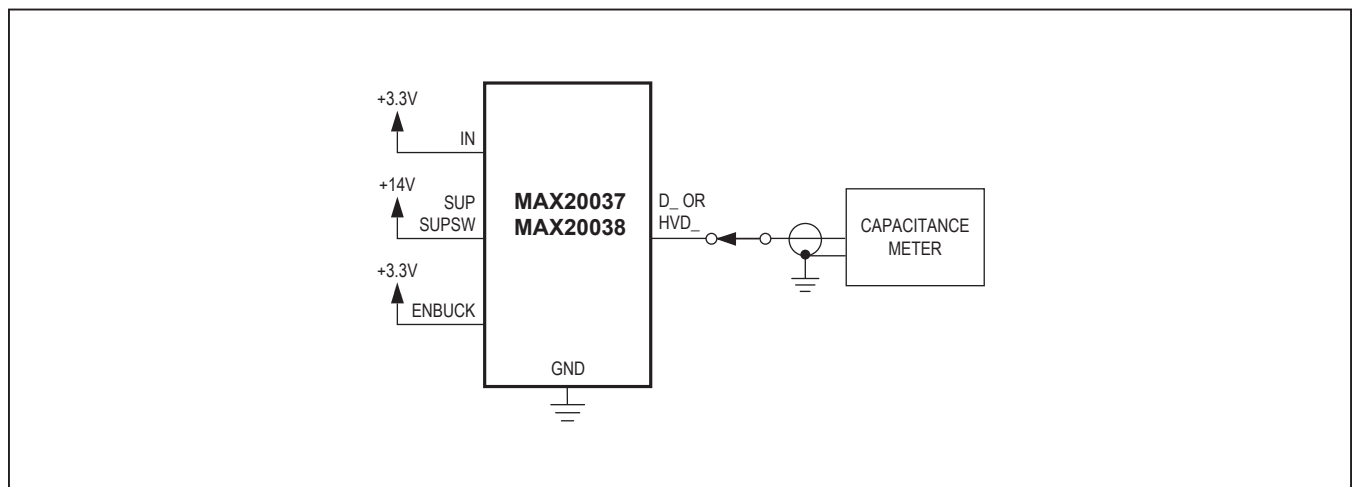 +3.3V
IN
+14V
SUP
SUPSW
+3.3V
ENBUCK
MAX20037
MAX20038
GND
D_ OR
HVD_
CAPACITANCE
METER